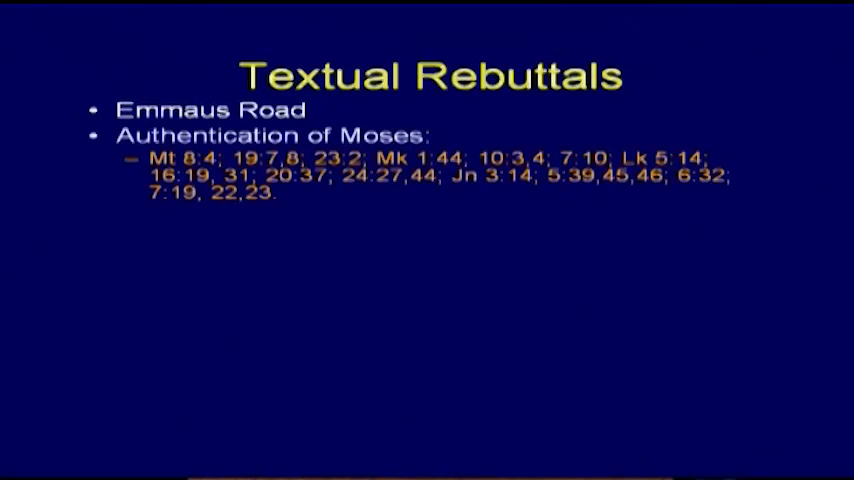 Textual Rebuttals
• Emmaus Road
• Authentication of Moses:
– Mt 8:4; 19:7,8; 23:2; Mk 1:44; 10:3,4; 7:10; Lk 5:14;
16:19, 31; 20:37; 24:27,44; Jn 3:14; 5:39,45,46; 6:32;
7:19, 22,23.